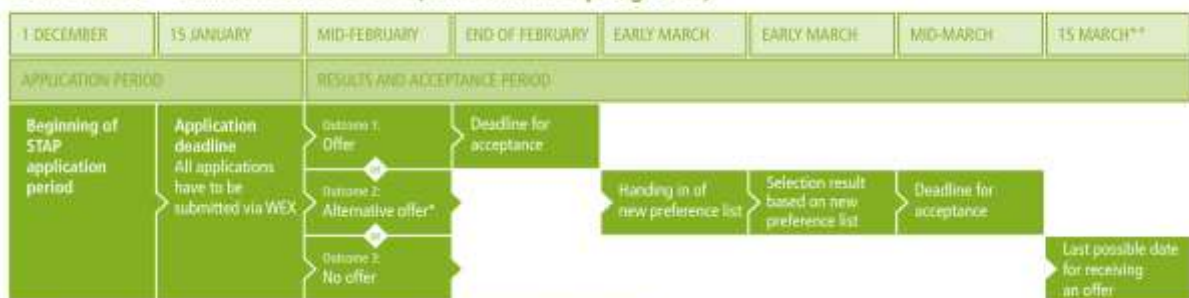 1 DECEMBER
15 JANUARY
MID-FEBRUARY
END OF FEBRUARY
EARLY MARCH
EARLY MARCH
MID-MARCH
15 MARCH**
APPLICATION PERIOD
RESULTS AND ACCEPTANCE PERIOD
Beginning of
STAP
application
period
Application
deadline
All applications
have to be
submitted via WEX
Outcome 1:
Offer
or
Outcome 2:
Alternative offer*
or
Outcome 3:
No offer
Deadline for
acceptance
Handing in of
new preference list
Selection result
based on new
preference list
Deadline for
acceptance
Last possible date
for receiving
an offer